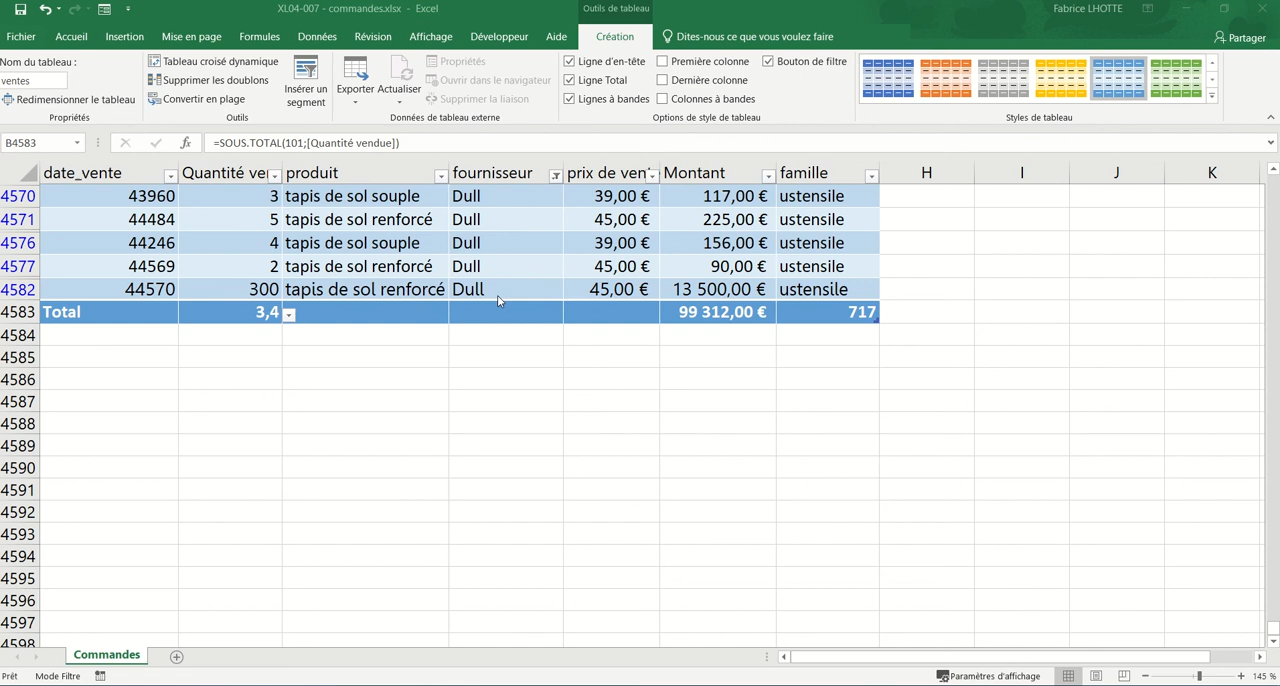 XL04-007 - commandes.xlsx - Excel
Outils de tableau
Fabrice LHOTTE
Fichier Accueil Insertion Mise en page Formules Données Révision Affichage Développeur Aide Création Dites-nous ce que vous voulez faire Partager
Nom du tableau :
ventes
Redimensionner le tableau
Propriétés
Tableau croisé dynamique
Supprimer les doublons
Convertir en plage
Insérer un
segment
Outils
Exporter Actualiser
Propriétés
Ouvrir dans le navigateur
Supprimer la liaison
Données de tableau externe
Ligne d'en-tête Première colonne Bouton de filtre
Ligne Total Dernière colonne
Lignes à bandes Colonnes à bandes
Options de style de tableau
Styles de tableau
B4583 fx =SOUS.TOTAL(101;[Quantité vendue])
date_vente Quantité ve produit fournisseur prix de ven Montant famille H I J K
4570 43960 3 tapis de sol souple Dull 39,00 € 117,00 € ustensile
4571 44484 5 tapis de sol renforcé Dull 45,00 € 225,00 € ustensile
4576 44246 4 tapis de sol souple Dull 39,00 € 156,00 € ustensile
4577 44569 2 tapis de sol renforcé Dull 45,00 € 90,00 € ustensile
4582 44570 300 tapis de sol renforcé Dull 45,00 € 13 500,00 € ustensile
4583 Total 3,4 99 312,00 € 717
4584
4585
4586
4587
4588
4589
4590
4591
4592
4593
4594
4595
4596
4597
4598
Commandes
Prêt Mode Filtre Paramètres d'affichage 145 %